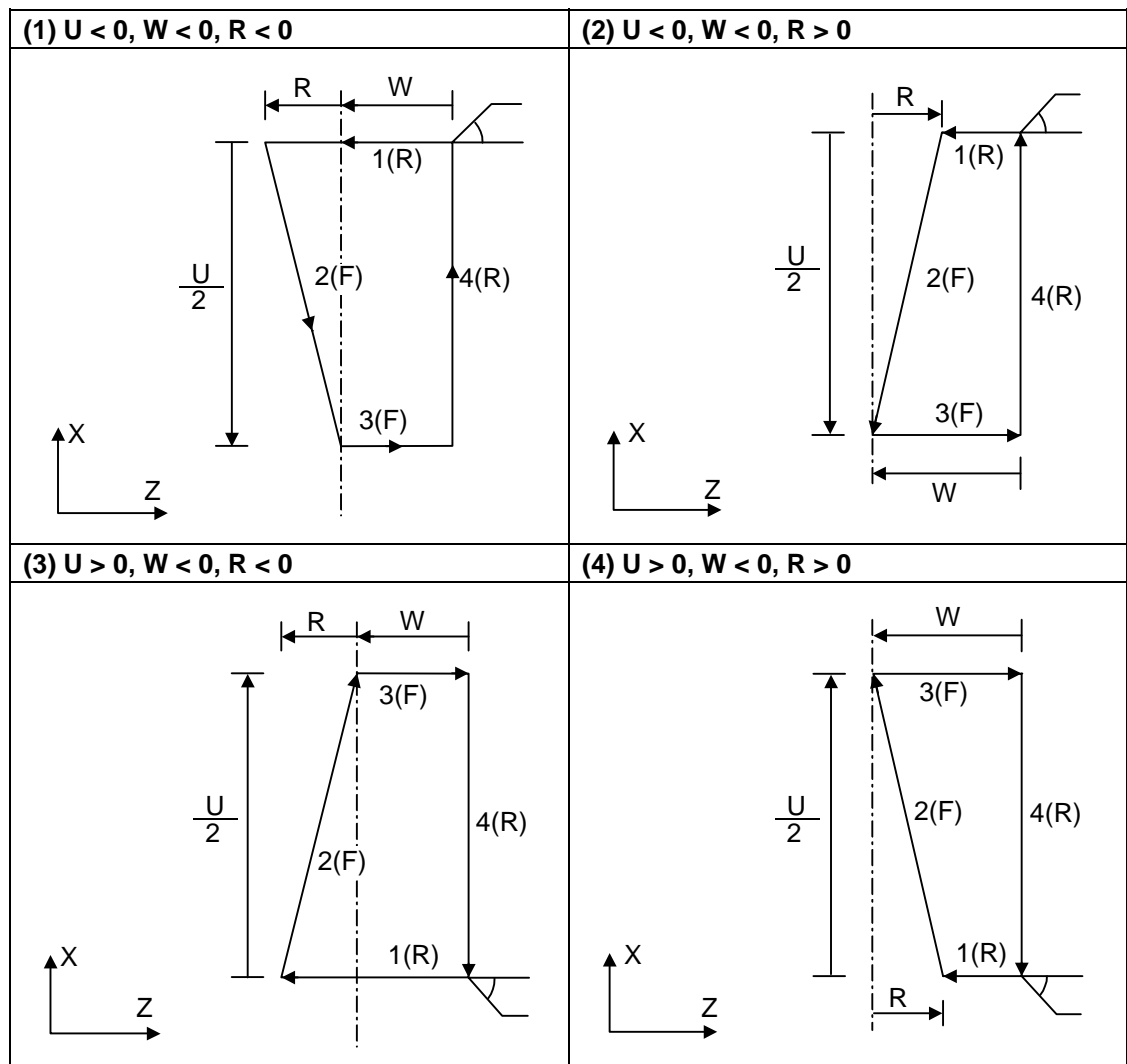 (1) U < 0, W < 0, R < 0
R W
1(R)
U
2
2(F)
4(R)
3(F)
X
Z
(2) U < 0, W < 0, R > 0
R
1(R)
U
2
2(F)
4(R)
3(F)
X
W
Z
(3) U > 0, W < 0, R < 0
R W
3(F)
U
2
4(R)
2(F)
1(R)
X
Z
(4) U > 0, W < 0, R > 0
W
3(F)
U
2
2(F)
4(R)
1(R)
X
R
Z